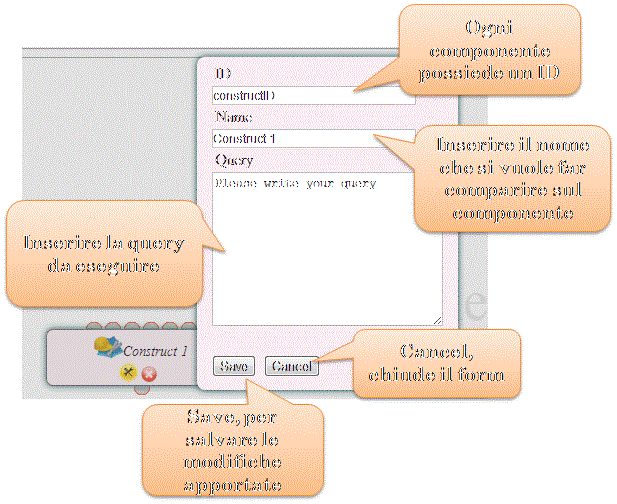 Ogni
componente
possiede un ID
ID
constructID
Name
Construct 1
Inserire il nome
che si vuole far
comparire sul
componente
Query
Please write your query
Inserire la query
da eseguire
e
Construct 1
Save
Cancel
Cancel,
chiude il form
Save, per
salvare le
modifiche
apportate